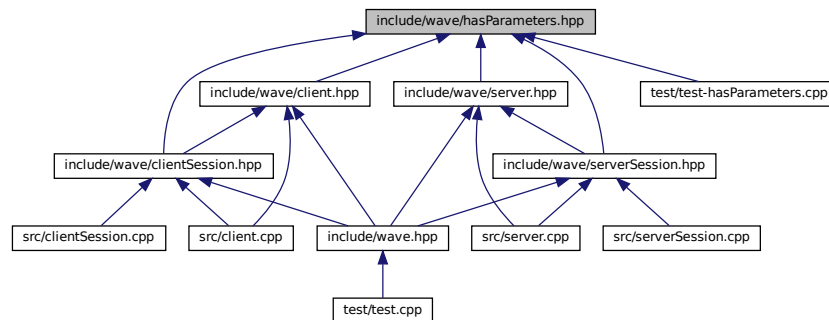 include/wave/hasParameters.hpp
include/wave/client.hpp
include/wave/server.hpp
test/test-hasParameters.cpp
include/wave/clientSession.hpp
include/wave/serverSession.hpp
src/clientSession.cpp
src/client.cpp
include/wave.hpp
src/server.cpp
src/serverSession.cpp
test/test.cpp